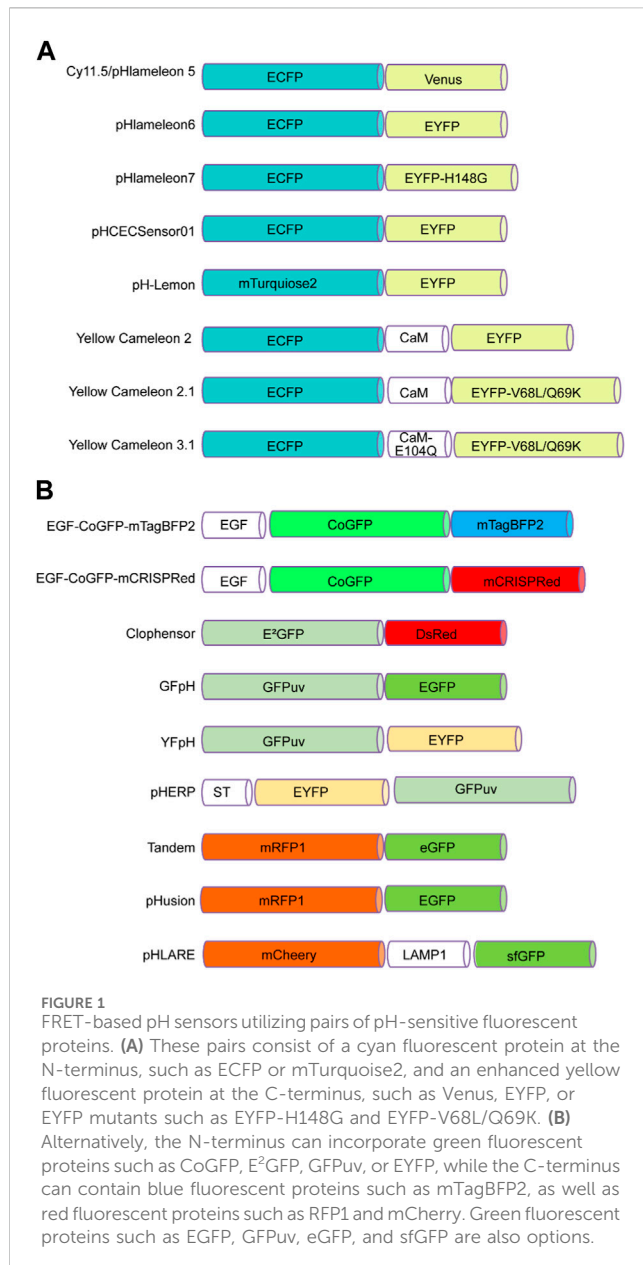 A
Cy11.5/pHlameleon 5 ECFP Venus
pHlameleon6 ECFP EYFP
pHlameleon7 ECFP EYFP-H148G
pHCECSensor01 ECFP EYFP
pH-Lemon mTurquiose2 EYFP
Yellow Cameleon 2 ECFP CaM EYFP
Yellow Cameleon 2.1 ECFP CaM EYFP-V68L/Q69K
Yellow Cameleon 3.1 ECFP CaM-E104Q EYFP-V68L/Q69K
B
EGF-CoGFP-mTagBFP2 EGF CoGFP mTagBFP2
EGF-CoGFP-mCRISPRed EGF CoGFP mCRISPRed
Clophensor E²GFP DsRed
GFpH GFPuv EGFP
YFpH GFPuv EYFP
pHERP ST EYFP GFPuv
Tandem mRFP1 eGFP
pHusion mRFP1 EGFP
pHLARE mCheery LAMP1 sfGFP
FIGURE 1
FRET-based pH sensors utilizing pairs of pH-sensitive fluorescent
proteins. (A) These pairs consist of a cyan fluorescent protein at the
N-terminus, such as ECFP or mTurquoise2, and an enhanced yellow
fluorescent protein at the C-terminus, such as Venus, EYFP, or
EYFP mutants such as EYFP-H148G and EYFP-V68L/Q69K. (B)
Alternatively, the N-terminus can incorporate green fluorescent
proteins such as CoGFP, E²GFP, GFPuv, or EYFP, while the C-terminus
can contain blue fluorescent proteins such as mTagBFP2, as well as
red fluorescent proteins such as RFP1 and mCherry. Green fluorescent
proteins such as EGFP, GFPuv, eGFP, and sfGFP are also options.